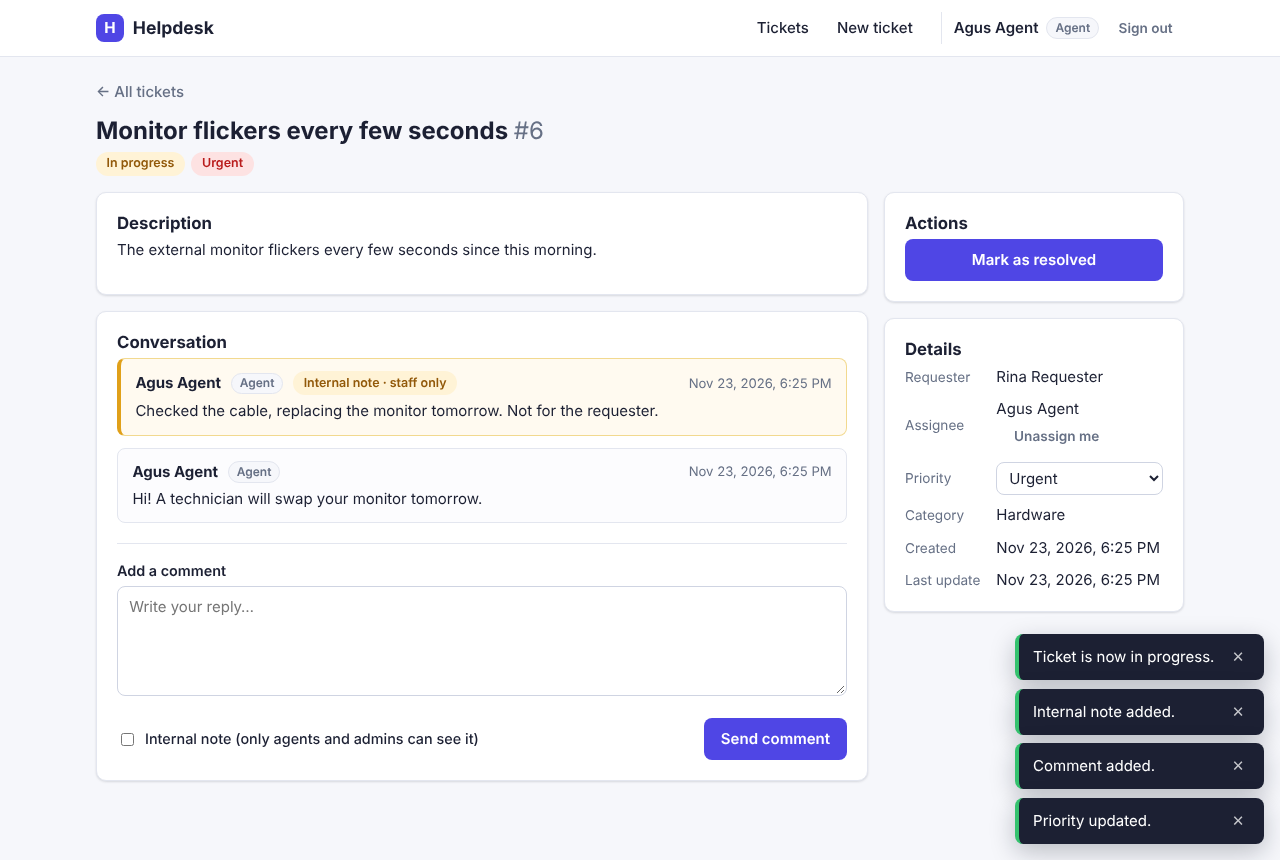 H Helpdesk
Tickets New ticket Agus Agent Agent Sign out
← All tickets
Monitor flickers every few seconds #6
In progress Urgent
Description
The external monitor flickers every few seconds since this morning.
Conversation
Agus Agent Agent Internal note · staff only Nov 23, 2026, 6:25 PM
Checked the cable, replacing the monitor tomorrow. Not for the requester.
Agus Agent Agent Nov 23, 2026, 6:25 PM
Hi! A technician will swap your monitor tomorrow.
Add a comment
Write your reply...
Internal note (only agents and admins can see it) Send comment
Actions
Mark as resolved
Details
Requester Rina Requester
Assignee Agus Agent
Unassign me
Priority Urgent
Category Hardware
Created Nov 23, 2026, 6:25 PM
Last update Nov 23, 2026, 6:25 PM
Ticket is now in progress. ×
Internal note added. ×
Comment added. ×
Priority updated. ×